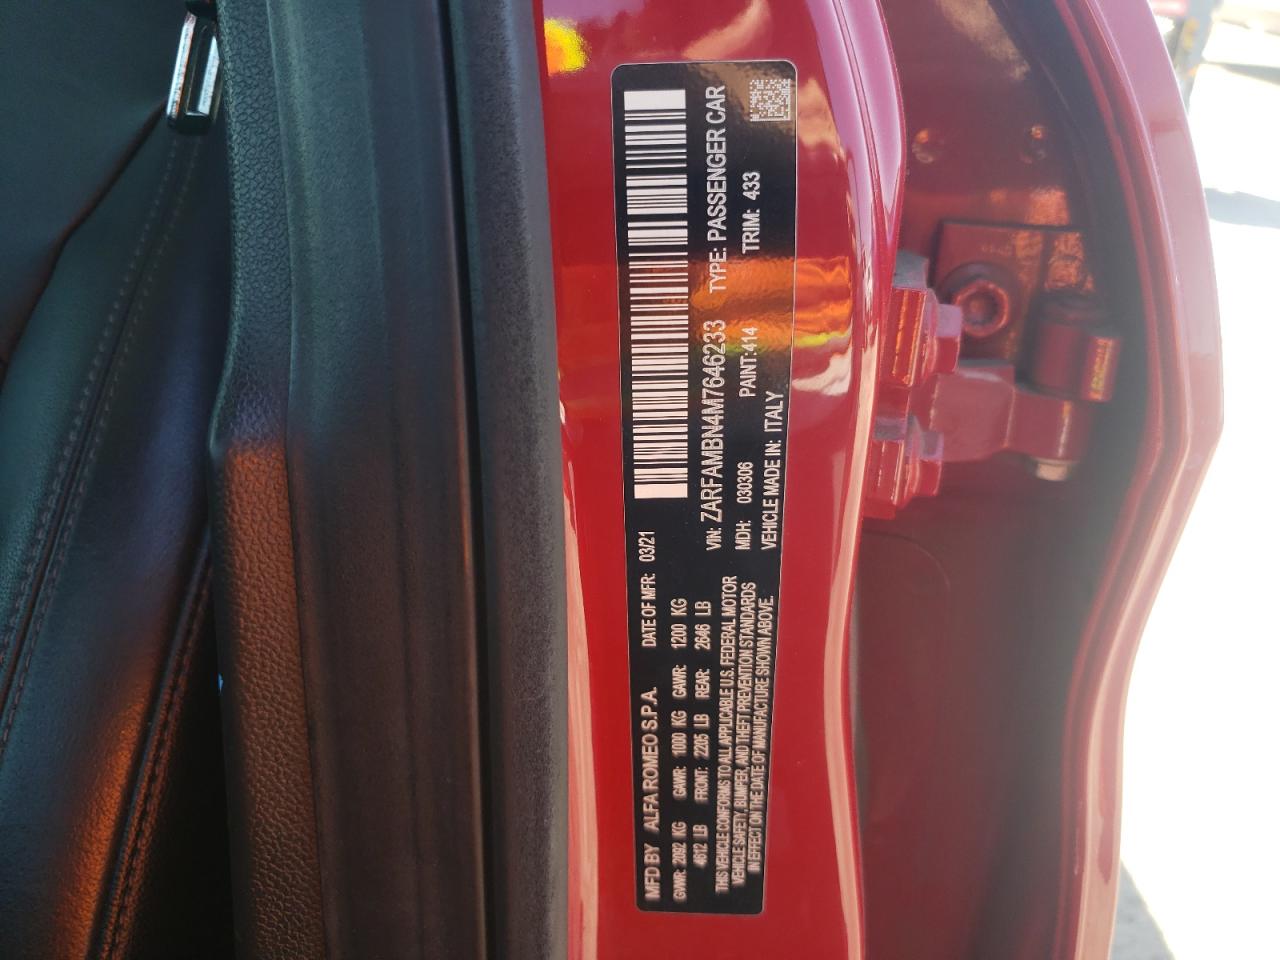 MFD BY ALFA ROMEO S.P.A. DATE OF MFR: 03/21
GVWR: 2092 KG GAWR: 1000 KG GAWR: 1200 KG
4612 LB FRONT: 2205 LB REAR: 2646 LB
THIS VEHICLE CONFORMS TO ALL APPLICABLE U.S. FEDERAL MOTOR
VEHICLE SAFETY, BUMPER, AND THEFT PREVENTION STANDARDS
IN EFFECT ON THE DATE OF MANUFACTURE SHOWN ABOVE.
VIN: ZARFAMBN4M7646233 TYPE: PASSENGER CAR
MDH: 030306 PAINT:414 TRIM: 433
VEHICLE MADE IN: ITALY